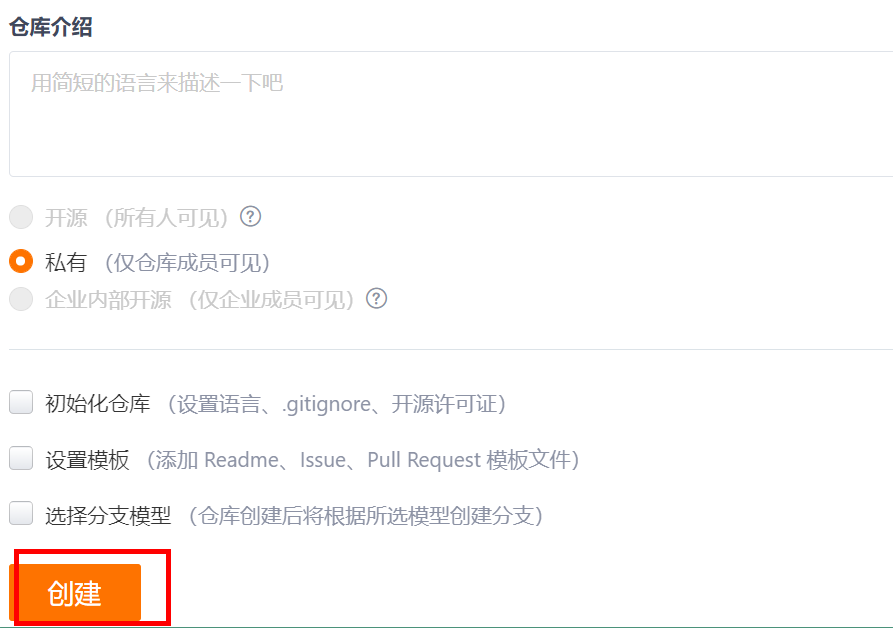 仓库介绍
用简短的语言来描述一下吧
开源 （所有人可见） ?
私有 （仅仓库成员可见）
企业内部开源 （仅企业成员可见） ?
初始化仓库 （设置语言、.gitignore、开源许可证）
设置模板 （添加 Readme、Issue、Pull Request 模板文件）
选择分支模型 （仓库创建后将根据所选模型创建分支）
创建